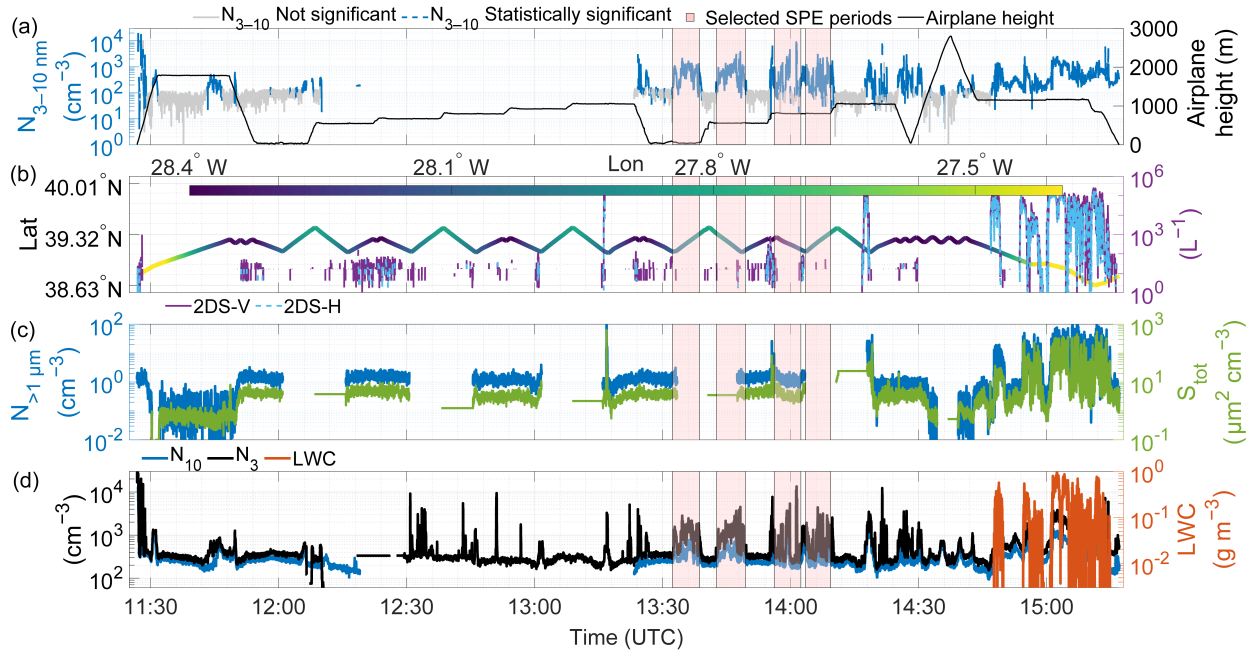 N3–10 Not significant N3–10 Statistically significant Selected SPE periods Airplane height
(a)
N3–10 nm (cm−3)
10^4
10^3
10^2
10^1
10^0
3000
2000
1000
0
Airplane height (m)
28.4°W 28.1°W Lon 27.8°W 27.5°W
(b)
Lat
40.01°N
39.32°N
38.63°N
10^6
10^3
10^0
(L−1)
2DS-V 2DS-H
(c)
N>1 μm (cm−3)
10^2
10^0
10^-2
10^3
10^1
10^-1
Stot (μm2 cm−3)
N10 N3 LWC
(d)
(cm−3)
10^4
10^3
10^2
10^0
10^-1
10^-2
LWC (g m−3)
11:30 12:00 12:30 13:00 13:30 14:00 14:30 15:00
Time (UTC)